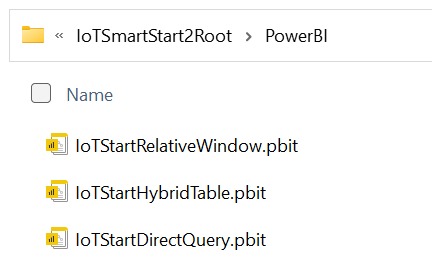 « IoTSmartStart2Root > PowerBI
Name
IoTStartRelativeWindow.pbit
IoTStartHybridTable.pbit
IoTStartDirectQuery.pbit